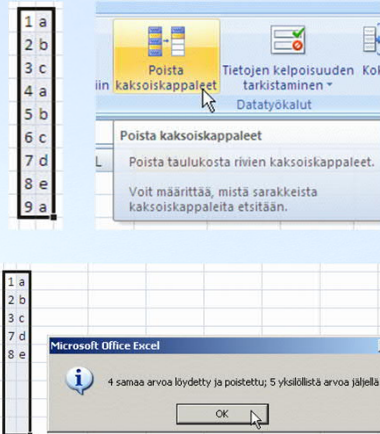 1 a
2 b
3 c
4 a
5 b
6 c
7 d
8 e
9 a
Poista
kaksoiskappaleet
Tietojen kelpoisuuden
tarkistaminen
iin
Datatyökalut
L
Poista kaksoiskappaleet
Poista taulukosta rivien kaksoiskappaleet.
Voit määrittää, mistä sarakkeista
kaksoiskappaleita etsitään.
1 a
2 b
3 c
7 d
8 e
Microsoft Office Excel
4 samaa arvoa löydetty ja poistettu; 5 yksilöllistä arvoa jäljellä
OK